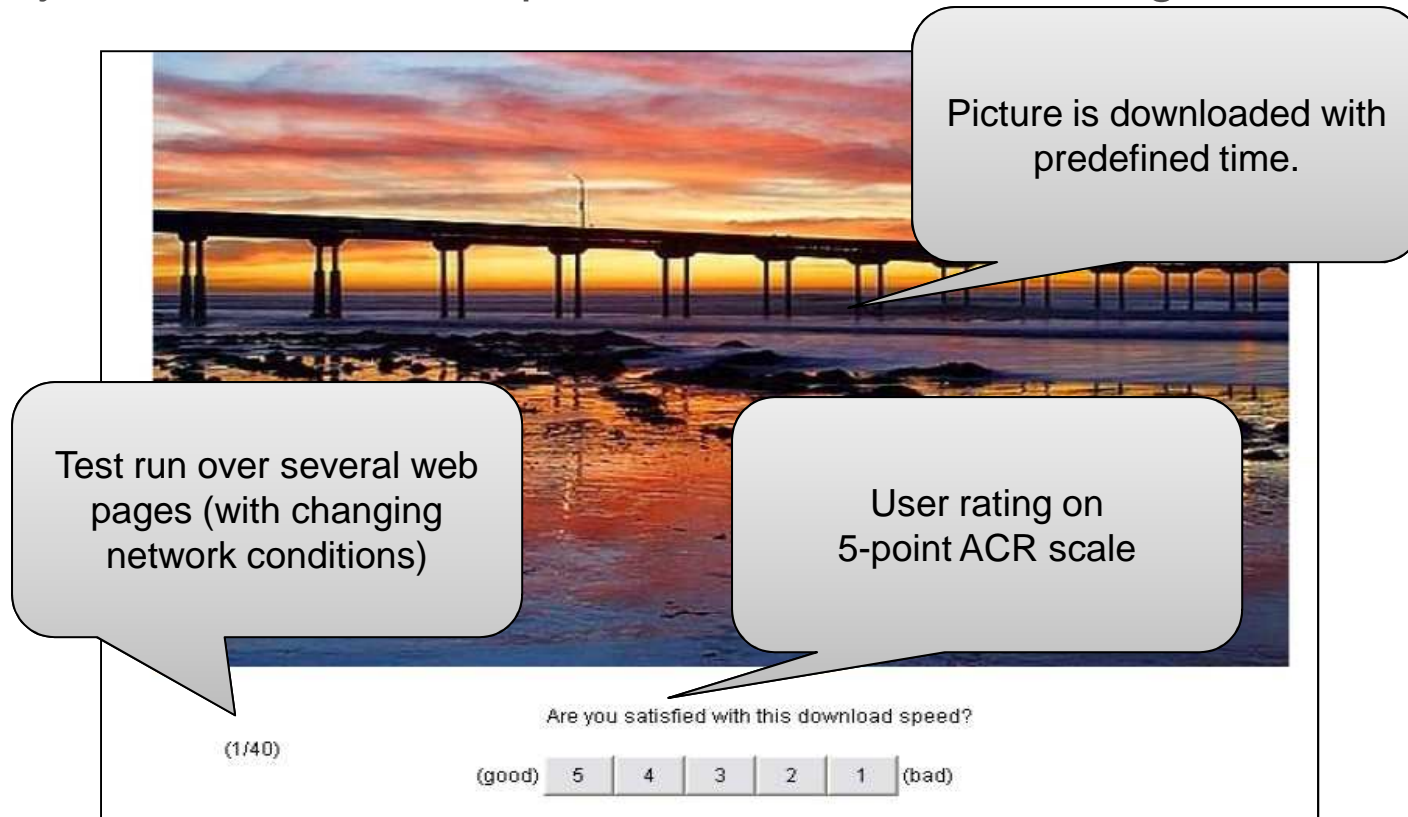 Picture is downloaded with
predefined time.
Test run over several web
pages (with changing
network conditions)
User rating on
5-point ACR scale
Are you satisfied with this download speed?
(1/40)
(good) 5 4 3 2 1 (bad)